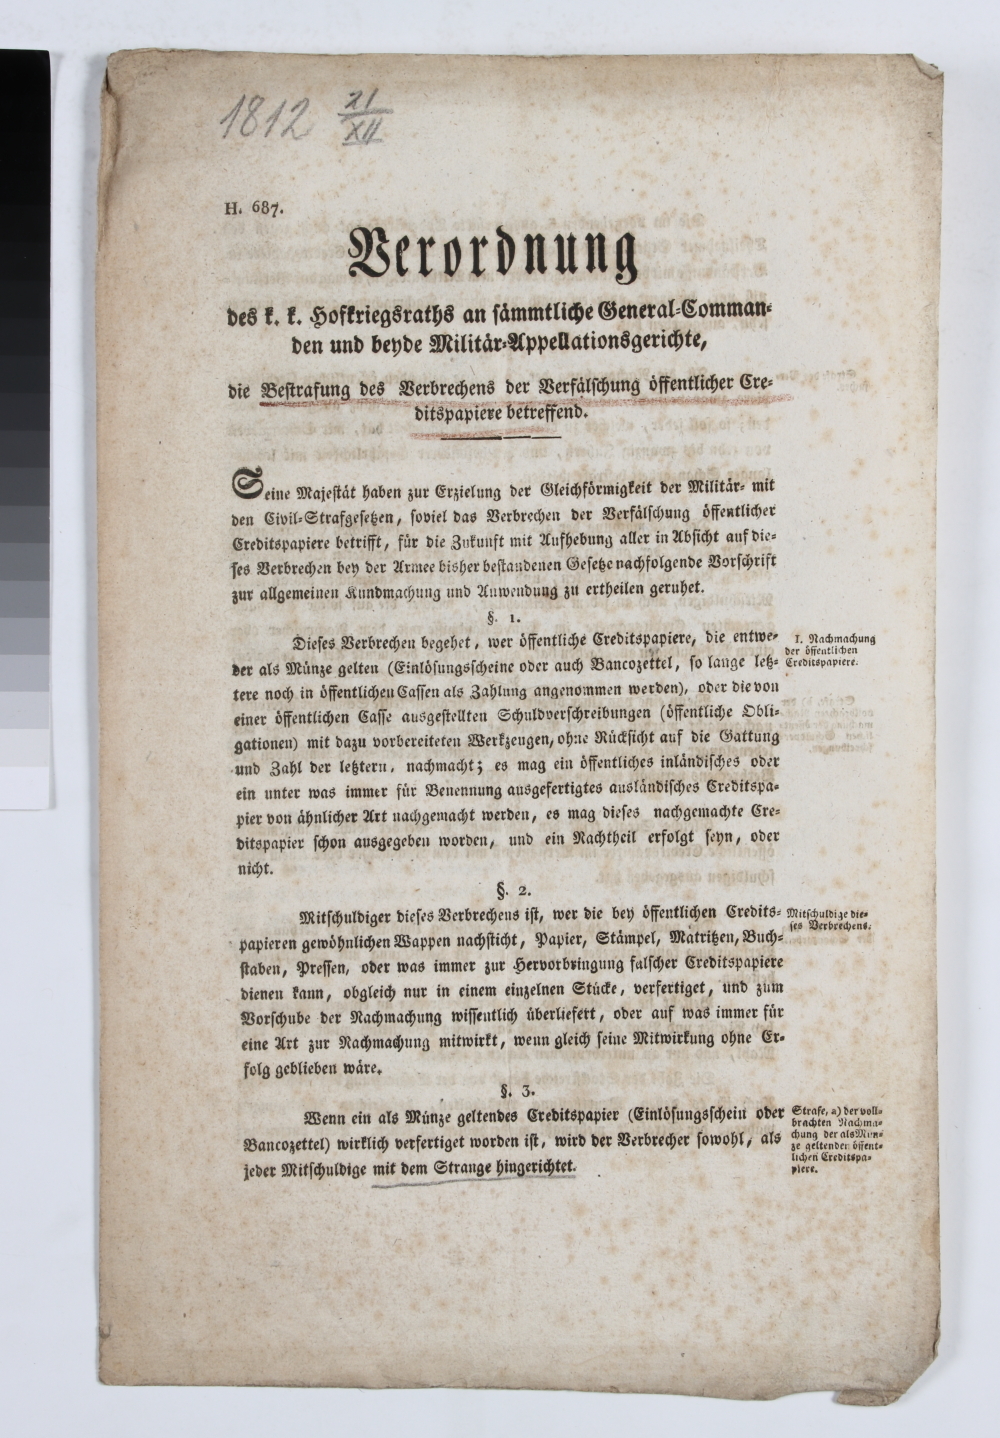 1812 21/XII
H. 687.
Verordnung
des k. k. Hofkriegsraths an sämmtliche General-Comman-
den und beyde Militär-Appellationsgerichte,
die Bestrafung des Verbrechens der Verfälschung öffentlicher Cre-
ditspapiere betreffend.
Seine Majestät haben zur Erzielung der Gleichförmigkeit der Militär- mit
den Civil-Strafgesetzen, soviel das Verbrechen der Verfälschung öffentlicher
Creditspapiere betrifft, für die Zukunft mit Aufhebung aller in Absicht auf die-
ses Verbrechen bey der Armee bisher bestandenen Gesetze nachfolgende Vorschrift
zur allgemeinen Kundmachung und Anwendung zu ertheilen geruhet.
§. 1.
Dieses Verbrechen begehet, wer öffentliche Creditspapiere, die entwe-
der als Münze gelten (Einlösungsscheine oder auch Bancozettel, so lange letz-
tere noch in öffentlichen Cassen als Zahlung angenommen werden), oder die von
einer öffentlichen Casse ausgestellten Schuldverschreibungen (öffentliche Obli-
gationen) mit dazu vorbereiteten Werkzeugen, ohne Rücksicht auf die Gattung
und Zahl der letztern, nachmacht; es mag ein öffentliches inländisches oder
ein unter was immer für Benennung ausgefertigtes ausländisches Creditspa-
pier von ähnlicher Art nachgemacht werden, es mag dieses nachgemachte Cre-
ditspapier schon ausgegeben worden, und ein Nachtheil erfolgt seyn, oder
nicht.
1. Nachmachung
der öffentlichen
Creditspapiere.
§. 2.
Mitschuldiger dieses Verbrechens ist, wer die bey öffentlichen Credits-
papieren gewöhnlichen Wappen nachsticht, Papier, Stämpel, Matritzen, Buch-
staben, Pressen, oder was immer zur Hervorbringung falscher Creditspapiere
dienen kann, obgleich nur in einem einzelnen Stücke, verfertiget, und zum
Vorschube der Nachmachung wissentlich überliefert, oder auf was immer für
eine Art zur Nachmachung mitwirkt, wenn gleich seine Mitwirkung ohne Er-
folg geblieben wäre.
Mitschuldige die-
ses Verbrechens.
§. 3.
Wenn ein als Münze geltendes Creditspapier (Einlösungsschein oder
Bancozettel) wirklich verfertiget worden ist, wird der Verbrecher sowohl, als
jeder Mitschuldige mit dem Strange hingerichtet.
Strafe, a) der voll-
brachten Nachma-
chung der als Mün-
ze geltenden öffent-
lichen Creditspa-
piere.